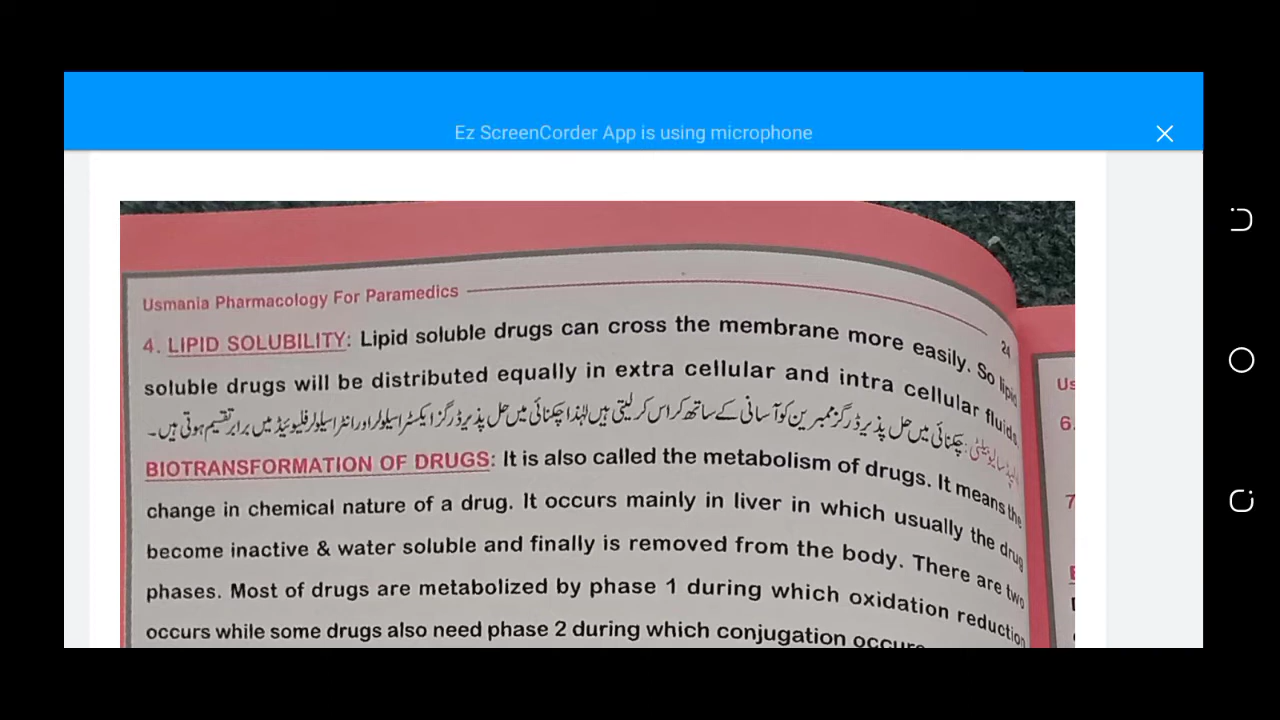 Ez ScreenCorder App is using microphone
Usmania Pharmacology For Paramedics
24
4. LIPID SOLUBILITY: Lipid soluble drugs can cross the membrane more easily. So lipid
soluble drugs will be distributed equally in extra cellular and intra cellular fluids
چکنائی میں حل پذیر ڈرگز ممبرین کو آسانی کے ساتھ کراس کر لیتی ہیں لہٰذا چکنائی میں حل پذیر ڈرگز ایکسٹرا سیلولر اور انٹرا سیلولر فلیوئیڈ میں برابر تقسیم ہوتی ہیں۔
BIOTRANSFORMATION OF DRUGS: It is also called the metabolism of drugs. It means the
change in chemical nature of a drug. It occurs mainly in liver in which usually the drug
become inactive & water soluble and finally is removed from the body. There are two
phases. Most of drugs are metabolized by phase 1 during which oxidation reduction
occurs while some drugs also need phase 2 during which conjugation occurs
Us
6.
7